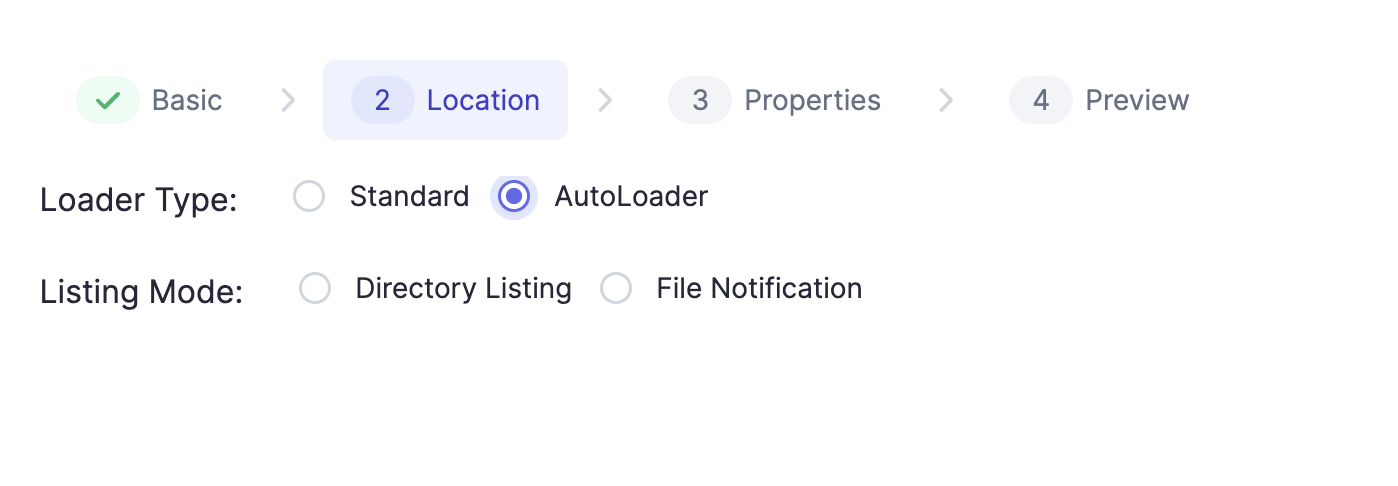 Basic 2 Location 3 Properties 4 Preview
Loader Type: Standard AutoLoader
Listing Mode: Directory Listing File Notification